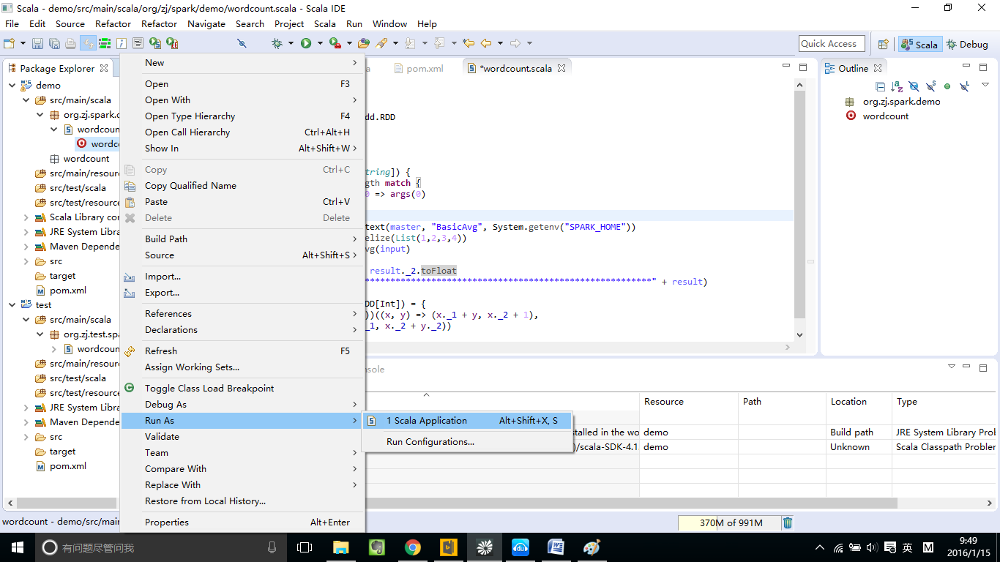 Scala - demo/src/main/scala/org/zj/spark/demo/wordcount.scala - Scala IDE
File Edit Source Refactor Refactor Navigate Search Scala Project Scala Run Window Help
Quick Access Scala Debug
Package Explorer
demo
src/main/scala
org.zj.spark.d
wordcoun
wordco
wordcount
src/main/resour
src/test/scala
src/test/resource
Scala Library con
JRE System Libra
Maven Depende
src
target
pom.xml
test
src/main/scala
org.zj.test.spa
wordcoun
src/main/resour
src/test/scala
src/test/resource
JRE System Libra
Maven Depende
src
target
pom.xml
New
Open F3
Open With
Open Type Hierarchy F4
Open Call Hierarchy Ctrl+Alt+H
Show In Alt+Shift+W
Copy Ctrl+C
Copy Qualified Name
Paste Ctrl+V
Delete Delete
Build Path
Source Alt+Shift+S
Import...
Export...
References
Declarations
Refresh F5
Assign Working Sets...
Toggle Class Load Breakpoint
Debug As
Run As
Validate
Team
Compare With
Replace With
Restore from Local History...
Properties Alt+Enter
1 Scala Application Alt+Shift+X, S
Run Configurations...
a pom.xml *wordcount.scala
dd.RDD
tring]) {
gth match {
0 => args(0)
text(master, "BasicAvg", System.getenv("SPARK_HOME"))
elize(List(1,2,3,4))
vg(input)
result._2.toFloat
****************************************************" + result)
DD[Int]) = {
))((x, y) => (x._1 + y, x._2 + 1),
_1, x._2 + y._2))
Outline
org.zj.spark.demo
wordcount
nsole
Resource Path Location Type
stalled in the wo demo Build path JRE System Library Prob
)/scala-SDK-4.1 demo Unknown Scala Classpath Problem
wordcount - demo/src/main
370M of 991M
有问题尽管问我
英 M
9:49
2016/1/15